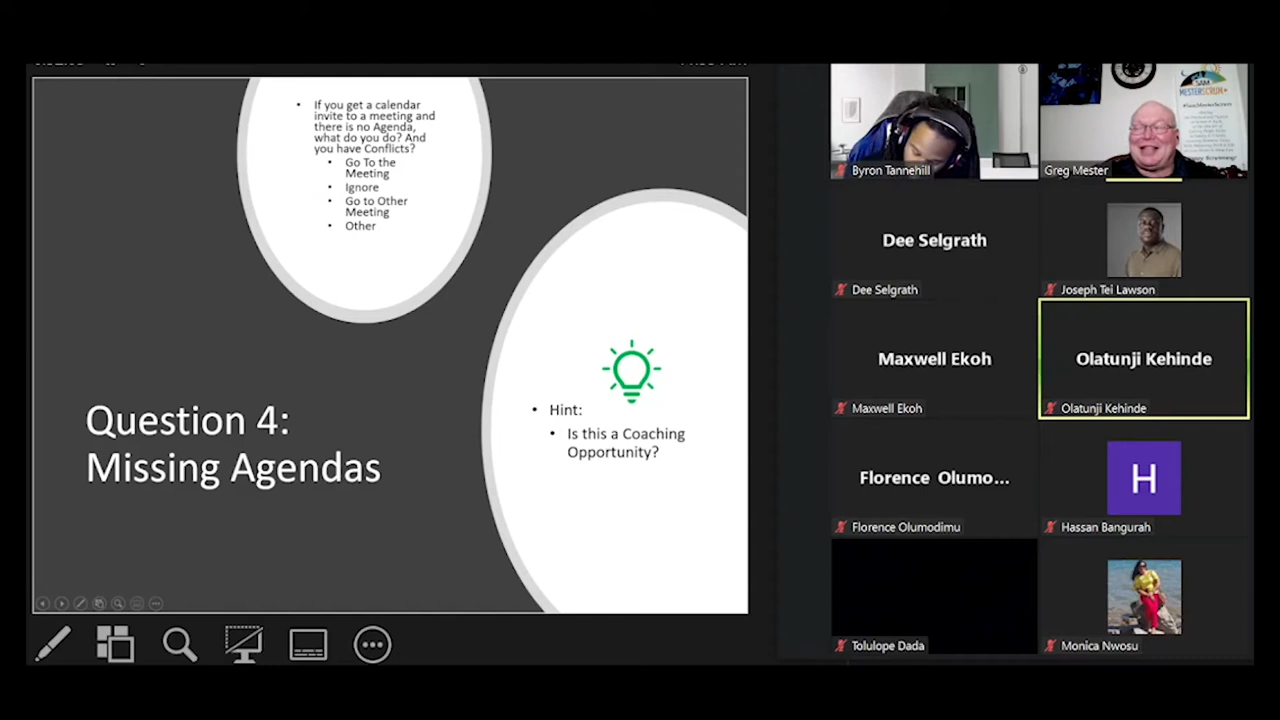 If you get a calendar
invite to a meeting and
there is no Agenda,
what do you do? And
you have Conflicts?
Go To the
Meeting
Ignore
Go to Other
Meeting
Other
Hint:
Is this a Coaching
Opportunity?
Question 4:
Missing Agendas
Byron Tannehill
SAM
MESTERSCRUM
Greg Mester
Dee Selgrath
Dee Selgrath
Joseph Tei Lawson
Maxwell Ekoh
Maxwell Ekoh
Olatunji Kehinde
Olatunji Kehinde
Florence Olumo...
Florence Olumodimu
H
Hassan Bangurah
Tolulope Dada
Monica Nwosu